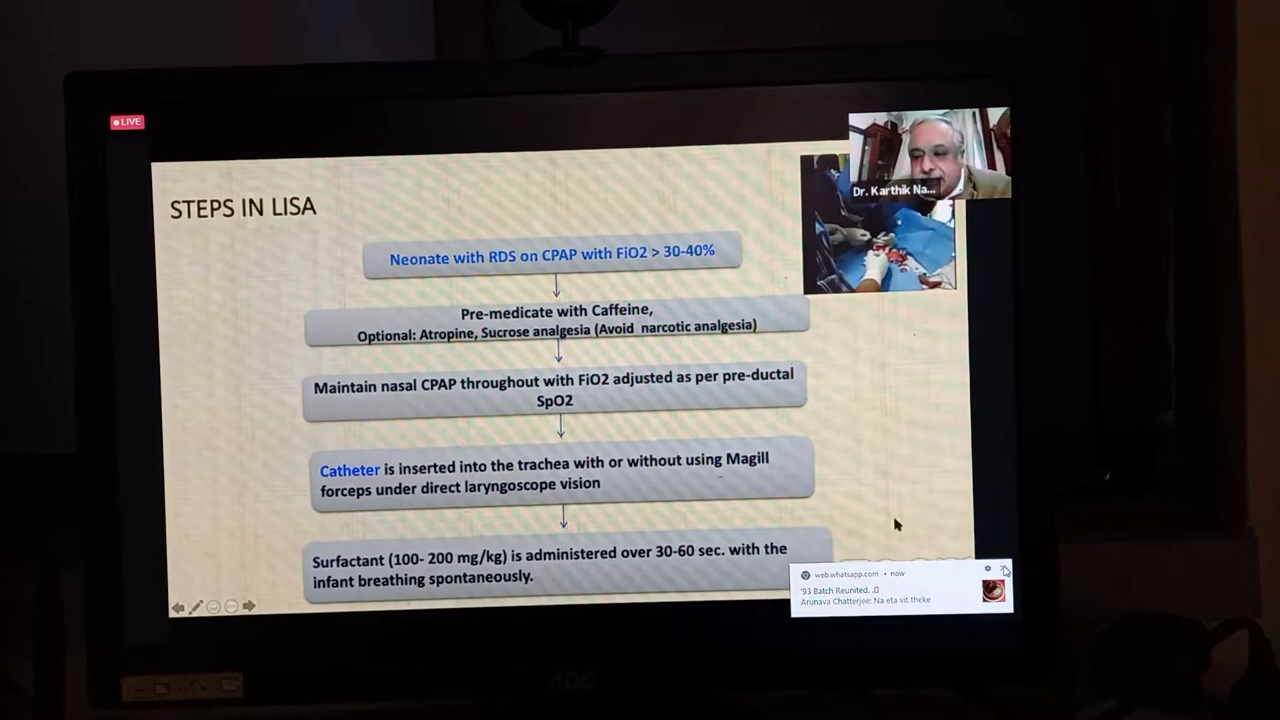 LIVE
Dr. Karthik Na...
STEPS IN LISA
Neonate with RDS on CPAP with FiO2 > 30-40%
Pre-medicate with Caffeine,
Optional: Atropine, Sucrose analgesia (Avoid narcotic analgesia)
Maintain nasal CPAP throughout with FiO2 adjusted as per pre-ductal
SpO2
Catheter is inserted into the trachea with or without using Magill
forceps under direct laryngoscope vision
Surfactant (100- 200 mg/kg) is administered over 30-60 sec. with the
infant breathing spontaneously.
web.whatsapp.com • now
'93 Batch Reunited. .
Arunava Chatterjee: Na eta vit theke
AOC